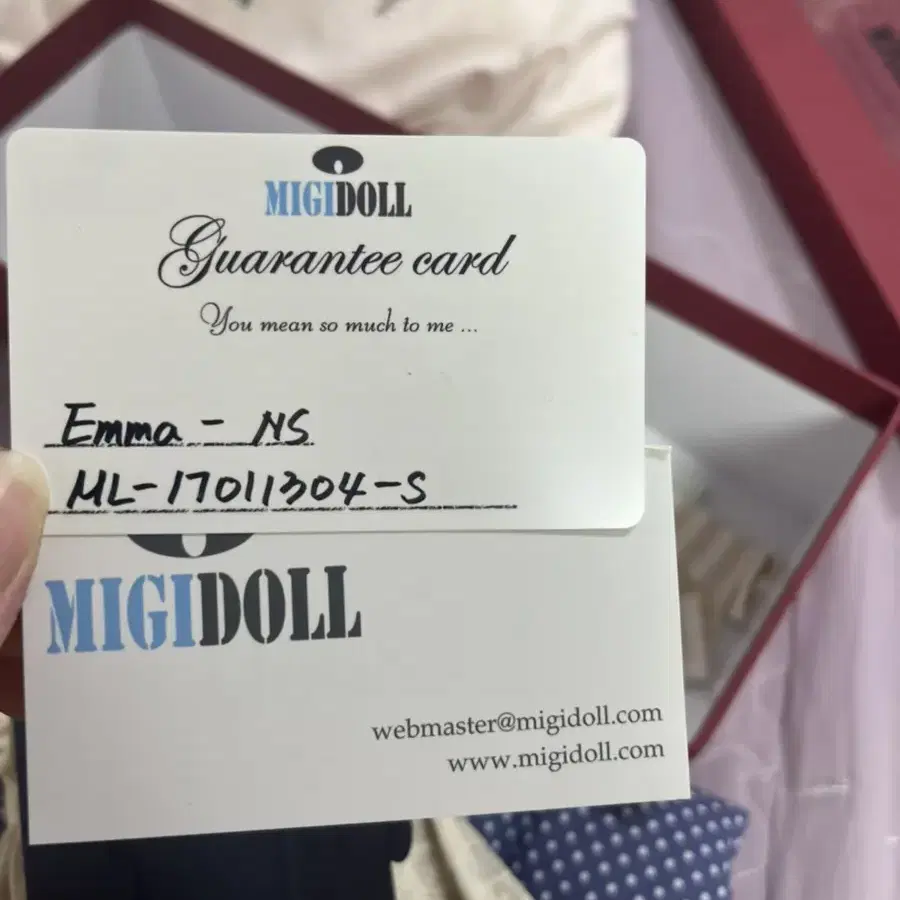 MIGIDOLL
Guarantee card
You mean so much to me ...
Emma - NS
ML-17011304-S
MIGIDOLL
webmaster@migidoll.com
www.migidoll.com